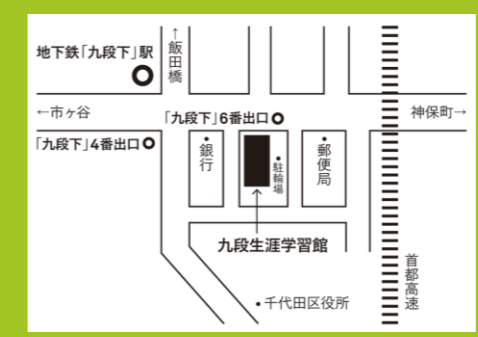 地下鉄「九段下」駅
↑飯田橋
←市ヶ谷
神保町→
「九段下」6番出口
「九段下」4番出口
・銀行
・駐輪場
・郵便局
九段生涯学習館
首都高速
・千代田区役所